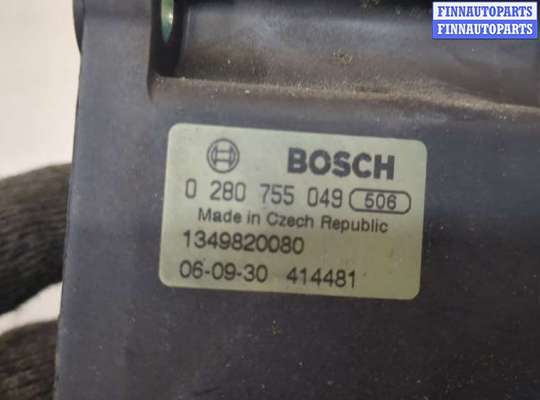 FINNAUTOPARTS
FINNAUTOPARTS
BOSCH
0 280 755 049 506
Made in Czech Republic
1349820080
06-09-30 414481